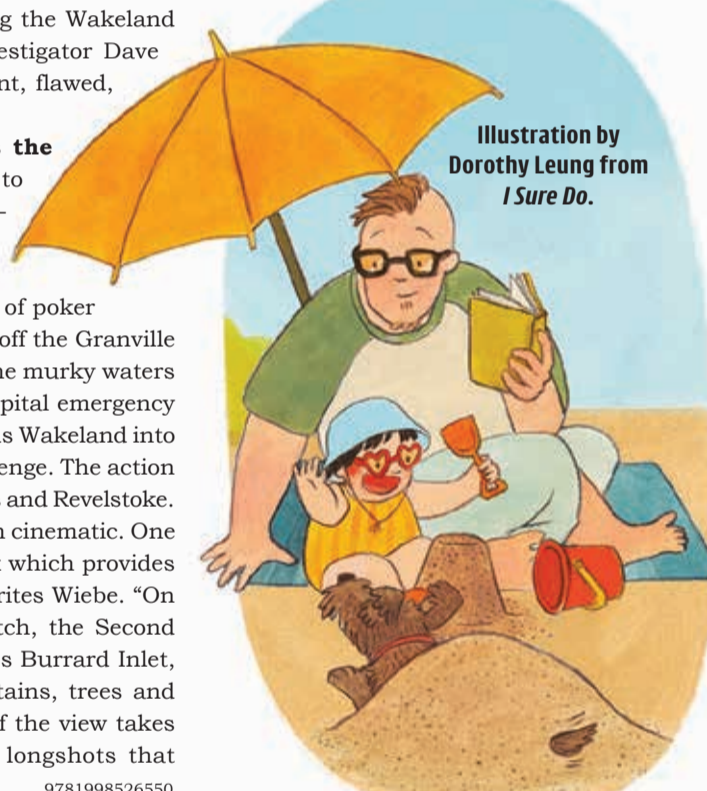 g the Wakeland
estigator Dave
nt, flawed,
the
to
-
of poker
off the Granville
ne murky waters
pital emergency
s Wakeland into
enge. The action
and Revelstoke.
n cinematic. One
which provides
rites Wiebe. “On
tch, the Second
s Burrard Inlet,
tains, trees and
f the view takes
longshots that
9781998526550
Illustration by
Dorothy Leung from
I Sure Do.